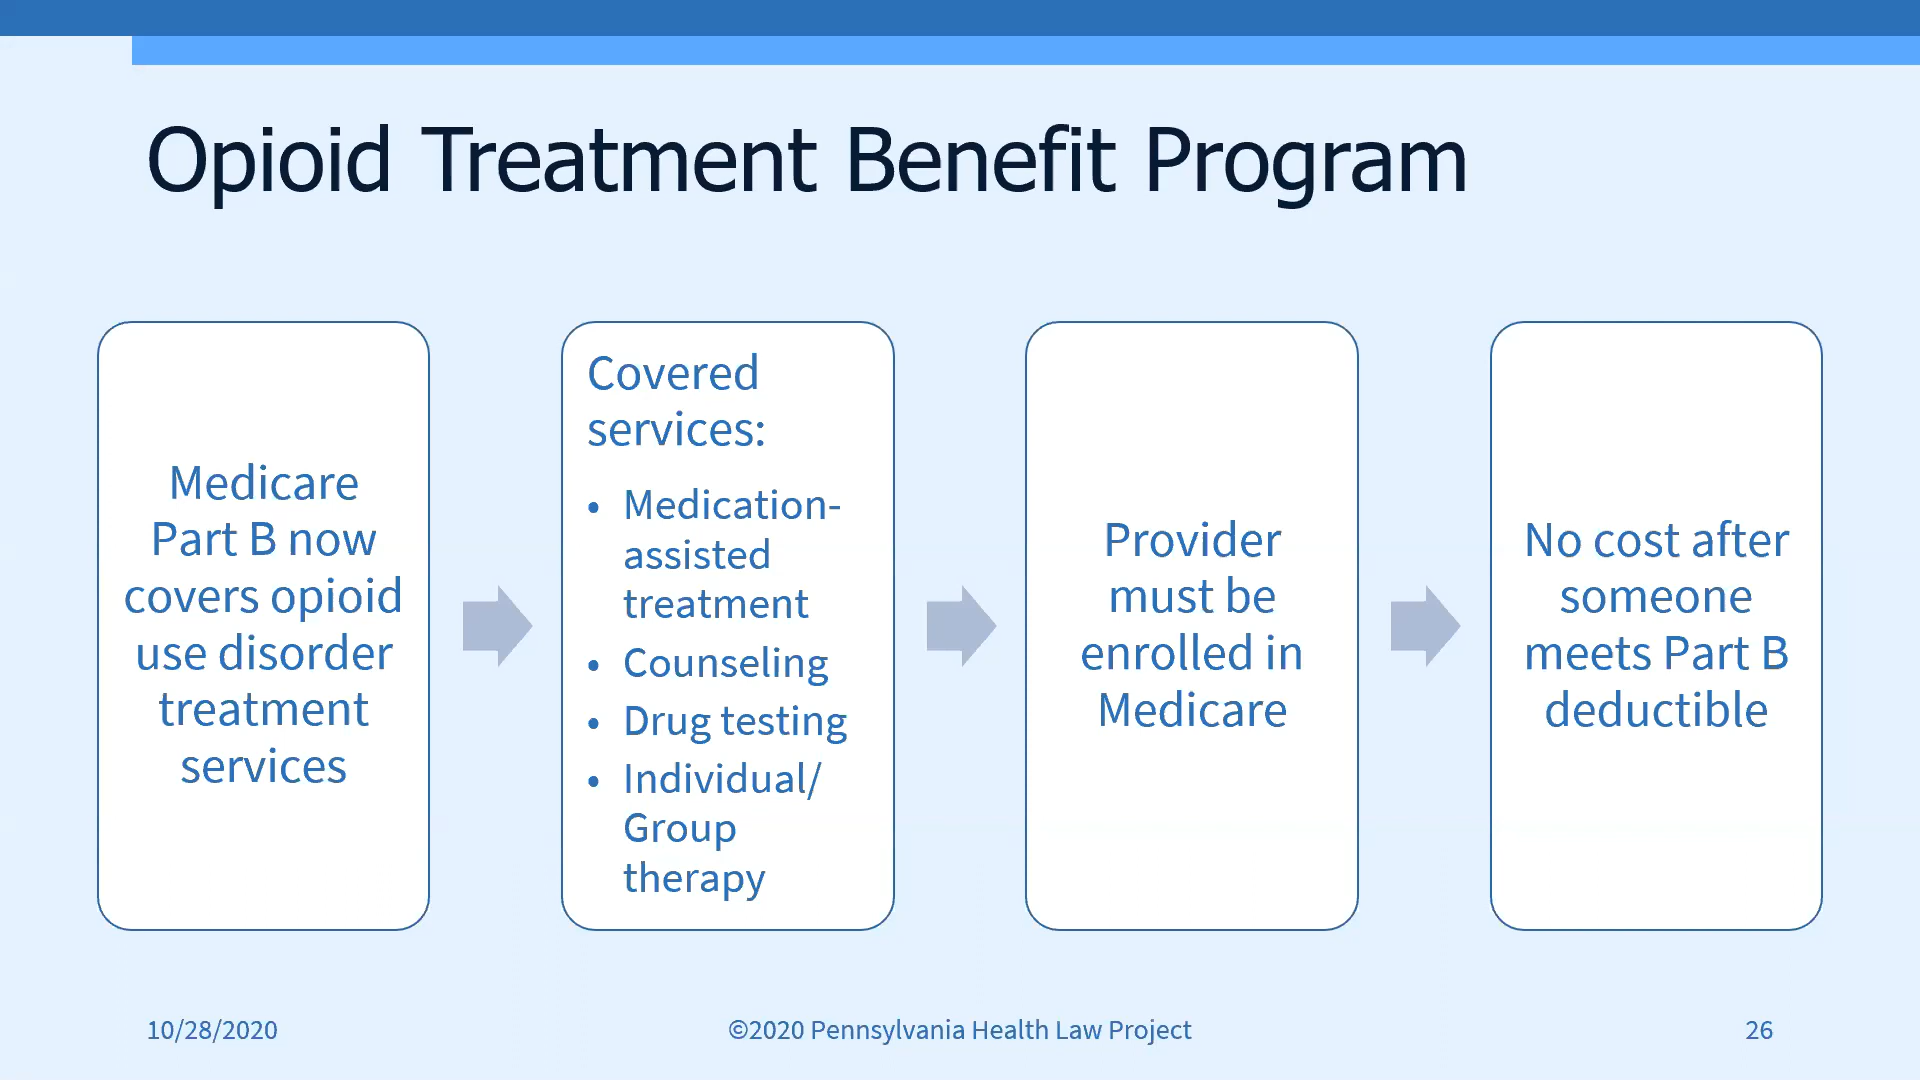 Opioid Treatment Benefit Program
Medicare
Part B now
covers opioid
use disorder
treatment
services
Covered
services:
• Medication-
assisted
treatment
• Counseling
• Drug testing
• Individual/
Group
therapy
Provider
must be
enrolled in
Medicare
No cost after
someone
meets Part B
deductible
10/28/2020
©2020 Pennsylvania Health Law Project
26